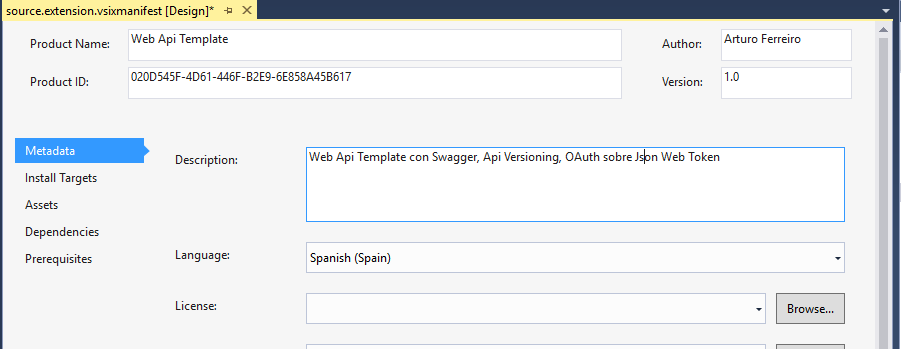 source.extension.vsixmanifest [Design]*
Product Name: Web Api Template Author: Arturo Ferreiro
Product ID: 020D545F-4D61-446F-B2E9-6E858A45B617 Version: 1.0
Metadata
Install Targets
Assets
Dependencies
Prerequisites
Description: Web Api Template con Swagger, Api Versioning, OAuth sobre Json Web Token
Language: Spanish (Spain)
License: Browse...